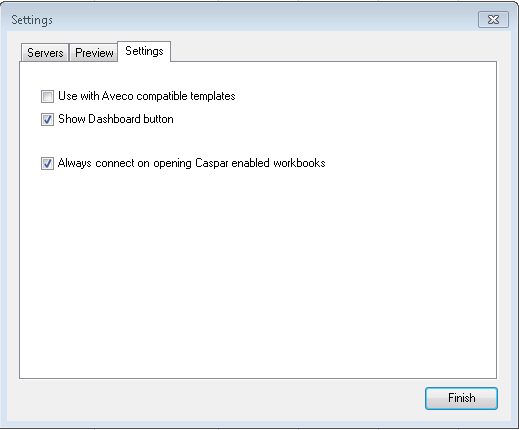 Settings
Servers Preview Settings
Use with Aveco compatible templates
Show Dashboard button
Always connect on opening Caspar enabled workbooks
Finish